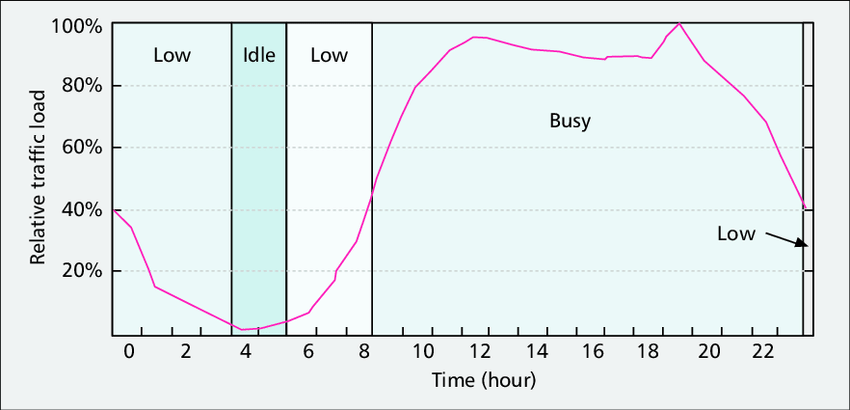 Relative traffic load
100%
80%
60%
40%
20%
Low
Idle
Low
Busy
Low
0 2 4 6 8 10 12 14 16 18 20 22
Time (hour)